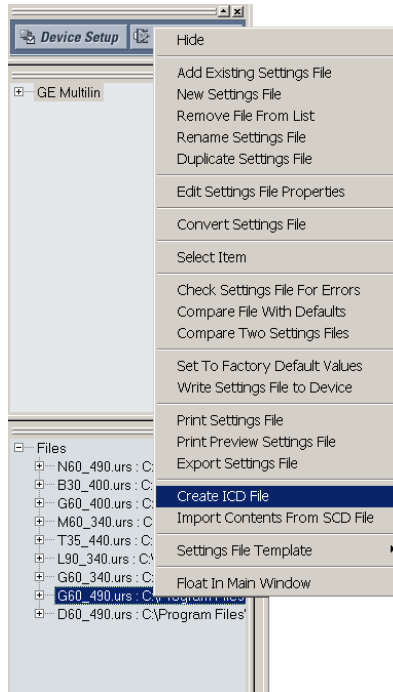 Device Setup
GE Multilin
Hide
Add Existing Settings File
New Settings File
Remove File From List
Rename Settings File
Duplicate Settings File
Edit Settings File Properties
Convert Settings File
Select Item
Check Settings File For Errors
Compare File With Defaults
Compare Two Settings Files
Set To Factory Default Values
Write Settings File to Device
Print Settings File
Print Preview Settings File
Export Settings File
Create ICD File
Import Contents From SCD File
Settings File Template
Float In Main Window
Files
N60_490.urs : C:
B30_400.urs : C:
G60_400.urs : C:
M60_340.urs : C
T35_440.urs : C:
L90_340.urs : C:\
G60_340.urs : C:
G60_490.urs : C:\Program Files'
D60_490.urs : C:\Program Files'